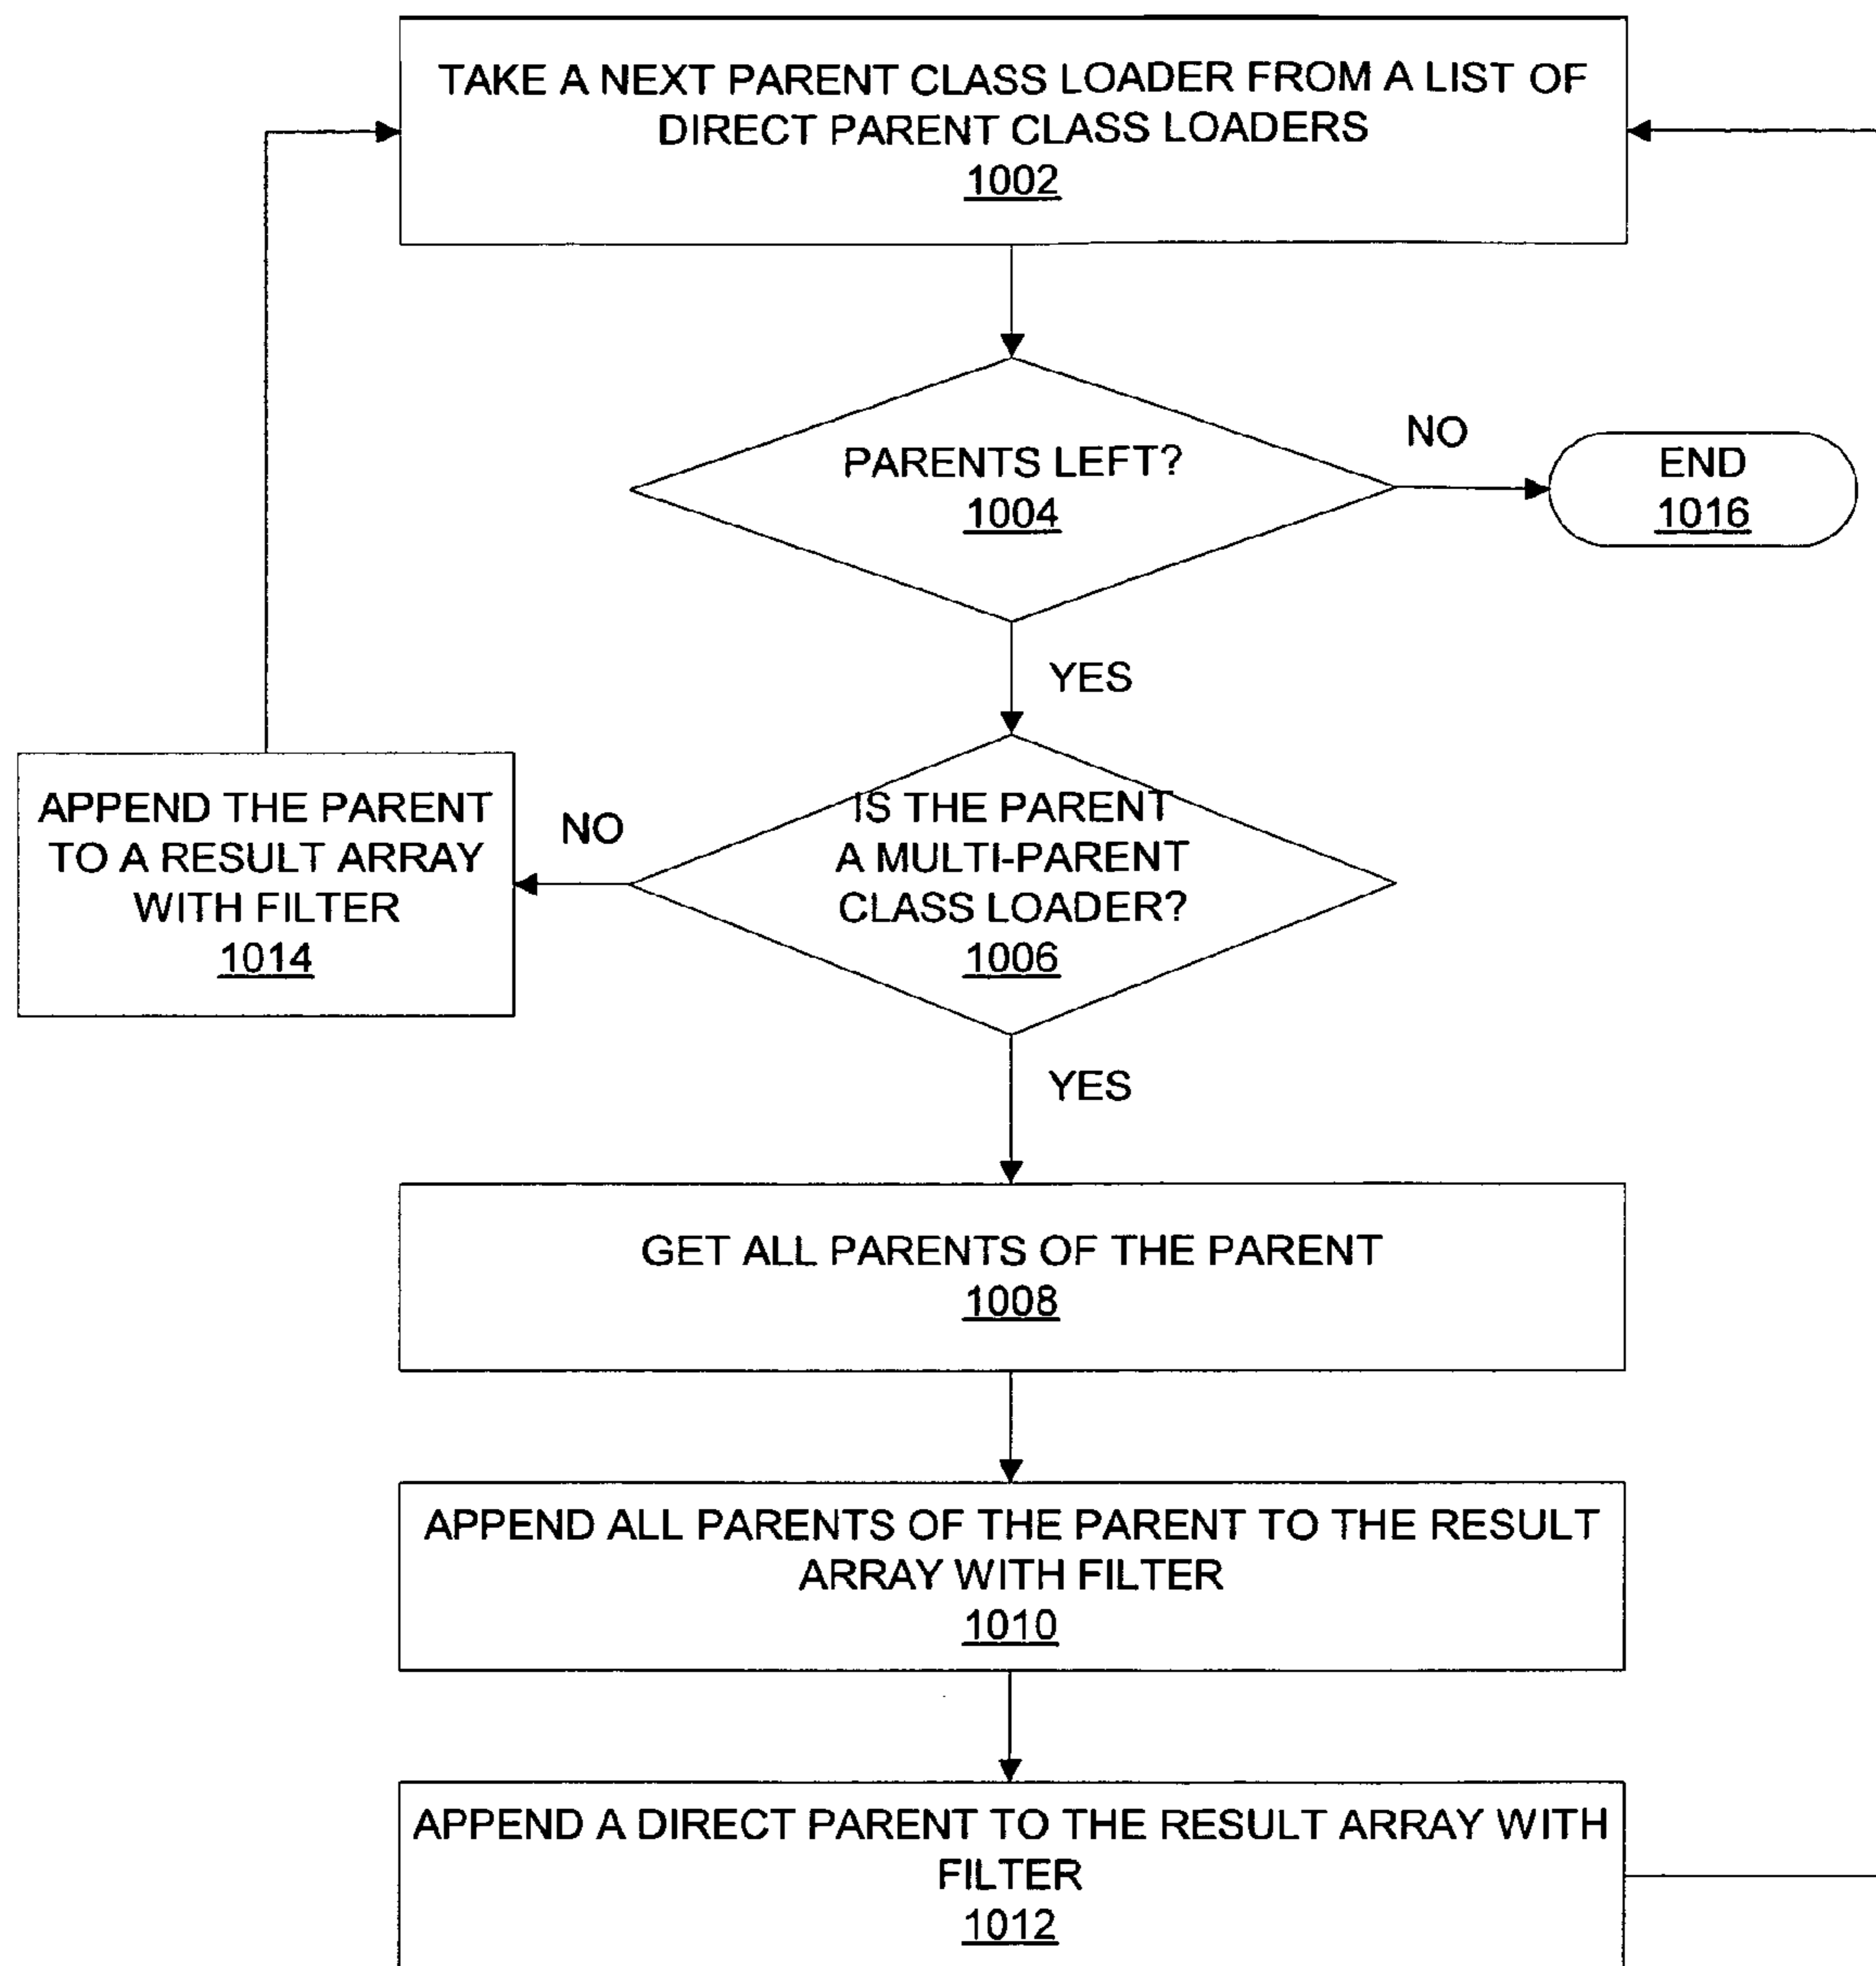 TAKE A NEXT PARENT CLASS LOADER FROM A LIST OF
DIRECT PARENT CLASS LOADERS
1002
PARENTS LEFT?
1004
NO
END
1016
YES
IS THE PARENT
A MULTI-PARENT
CLASS LOADER?
1006
NO
APPEND THE PARENT
TO A RESULT ARRAY
WITH FILTER
1014
YES
GET ALL PARENTS OF THE PARENT
1008
APPEND ALL PARENTS OF THE PARENT TO THE RESULT
ARRAY WITH FILTER
1010
APPEND A DIRECT PARENT TO THE RESULT ARRAY WITH
FILTER
1012